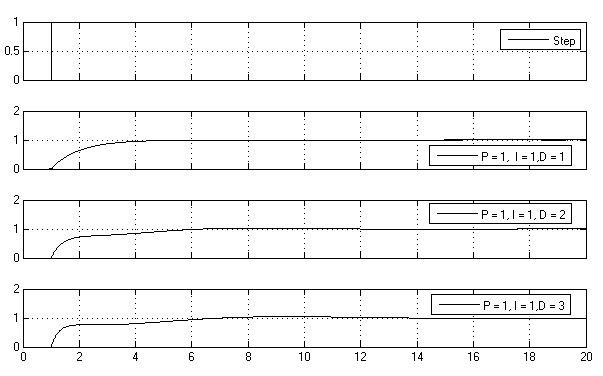 1
0.5
0
Step
2
1
0
P = 1, I = 1,D = 1
2
1
0
P = 1, I = 1, D = 2
2
1
0
P = 1, I = 1,D = 3
0 2 4 6 8 10 12 14 16 18 20